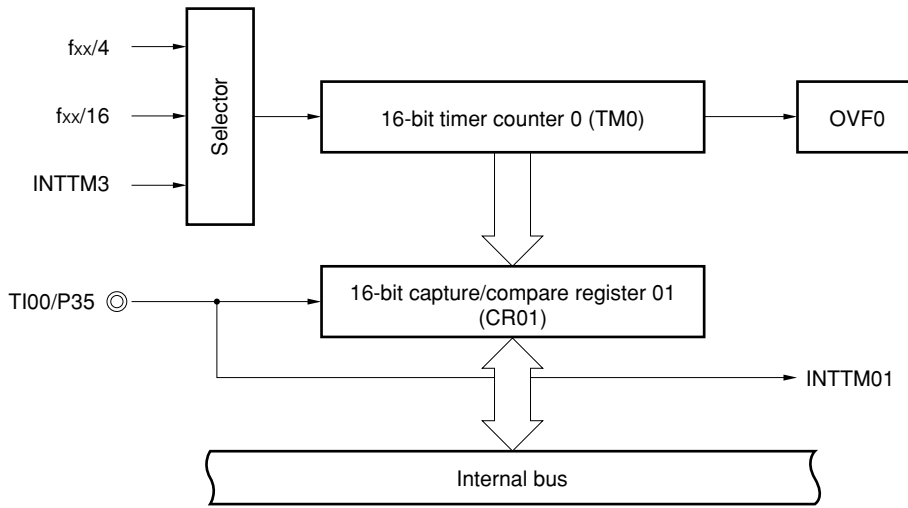 fxx/4
fxx/16
INTTM3
Selector
16-bit timer counter 0 (TM0)
OVF0
TI00/P35
16-bit capture/compare register 01
(CR01)
INTTM01
Internal bus